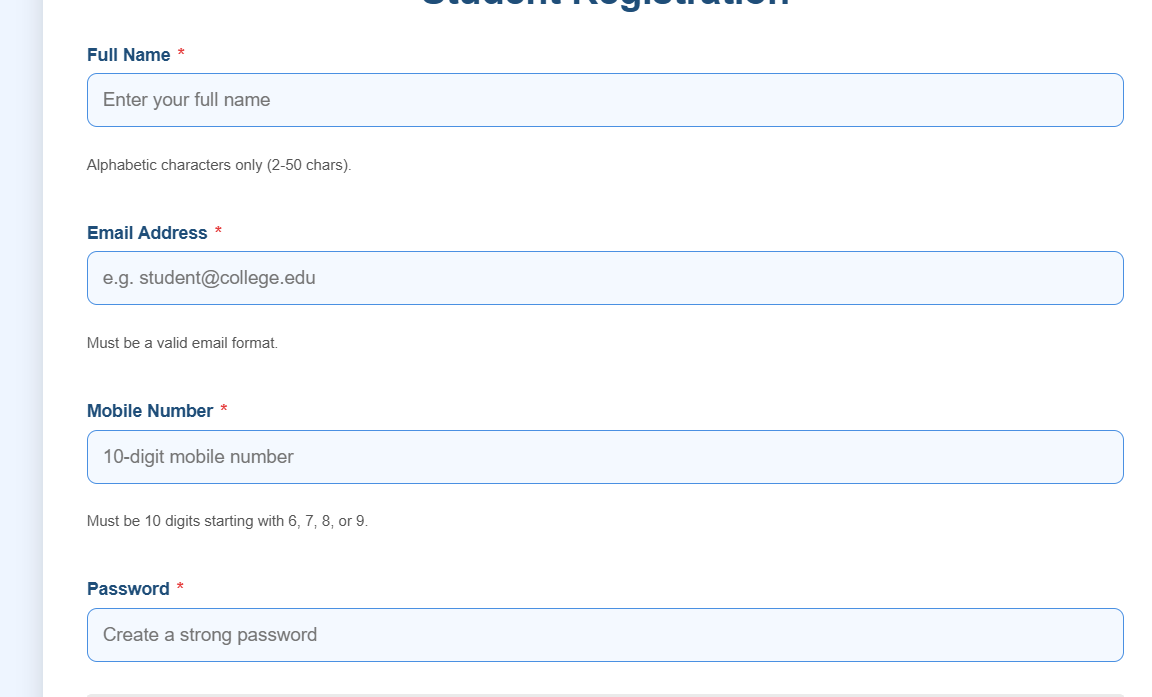 Student Registration
Full Name *
Enter your full name
Alphabetic characters only (2-50 chars).
Email Address *
e.g. student@college.edu
Must be a valid email format.
Mobile Number *
10-digit mobile number
Must be 10 digits starting with 6, 7, 8, or 9.
Password *
Create a strong password